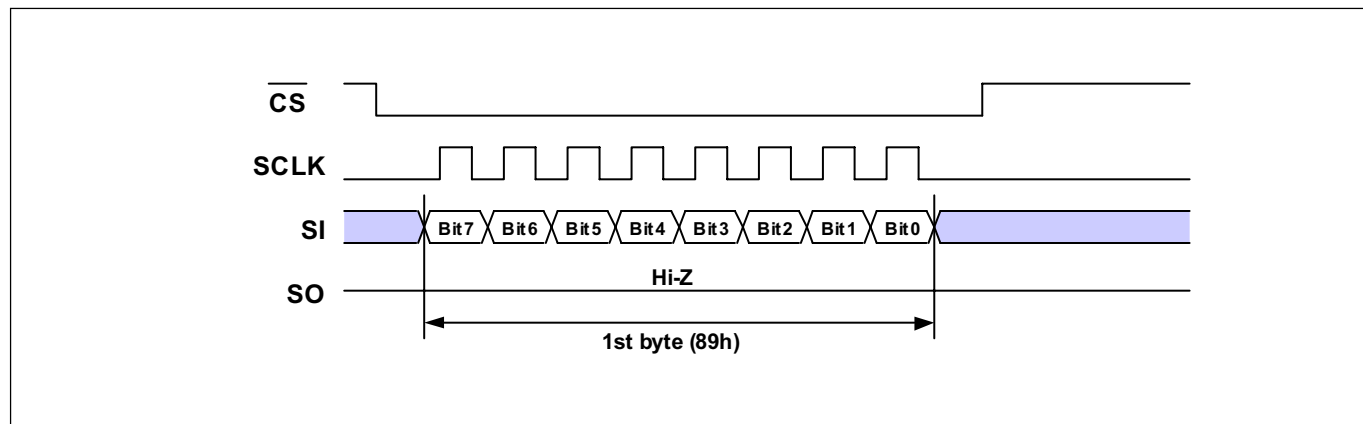 CS
SCLK
SI Bit7 Bit6 Bit5 Bit4 Bit3 Bit2 Bit1 Bit0
Hi-Z
SO
1st byte (89h)